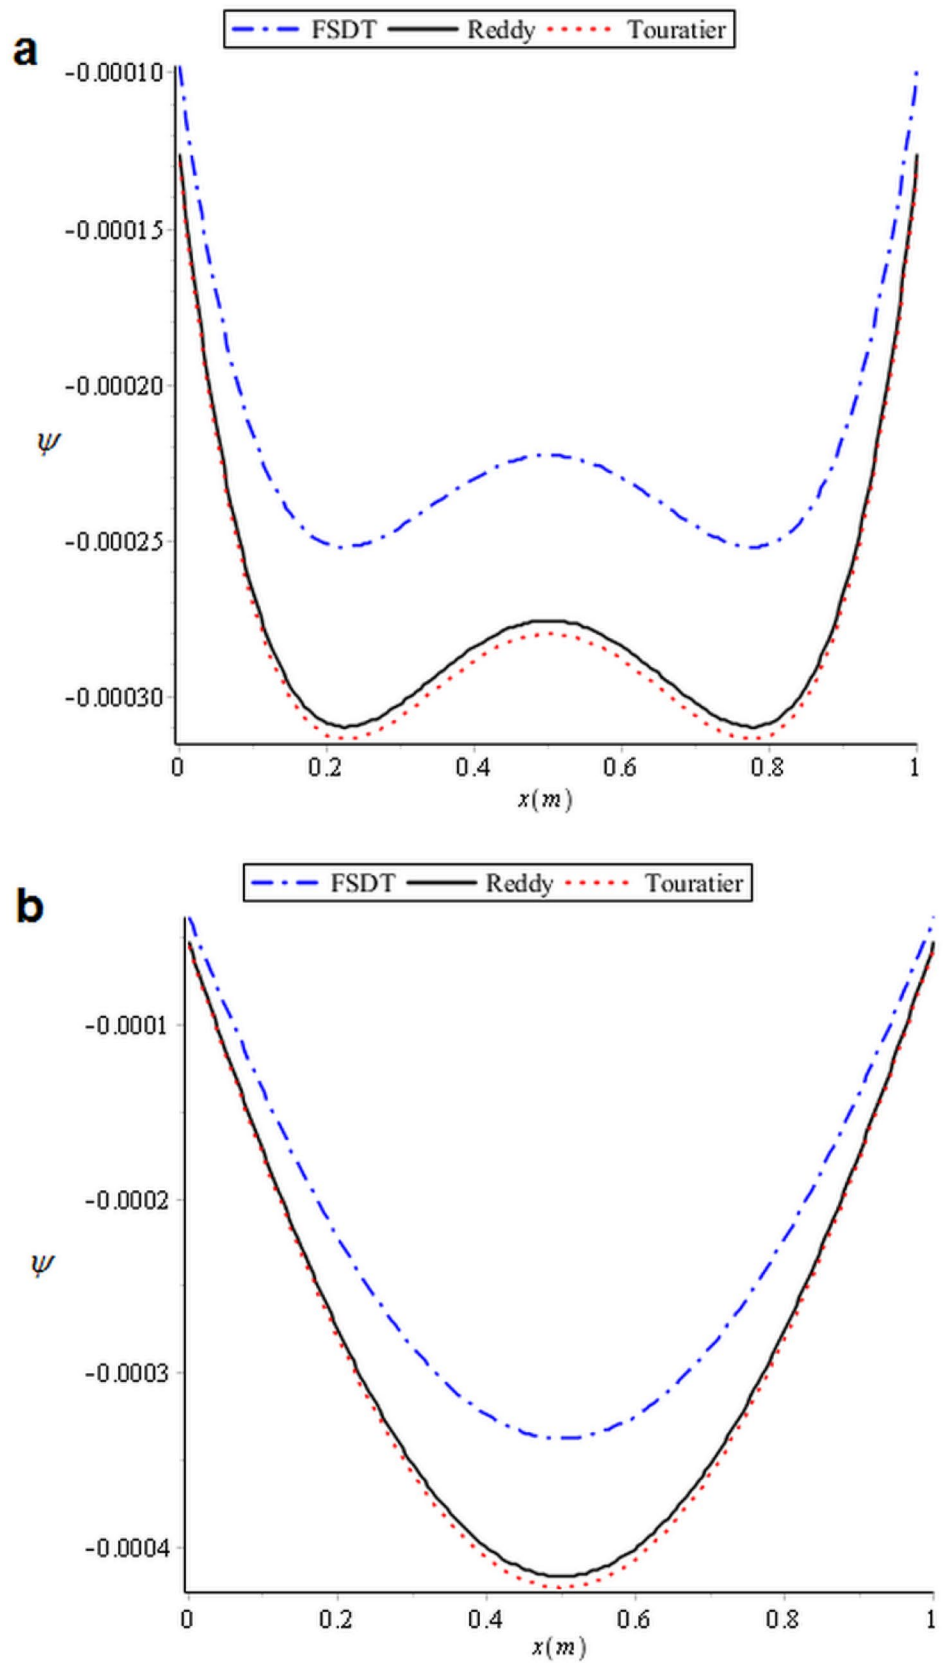 FSDT Reddy Touratier
a
-0.00010
-0.00015
-0.00020
ψ
-0.00025
-0.00030
0 0.2 0.4 0.6 0.8 1
x(m)
FSDT Reddy Touratier
b
-0.0001
-0.0002
ψ
-0.0003
-0.0004
0 0.2 0.4 0.6 0.8 1
x(m)